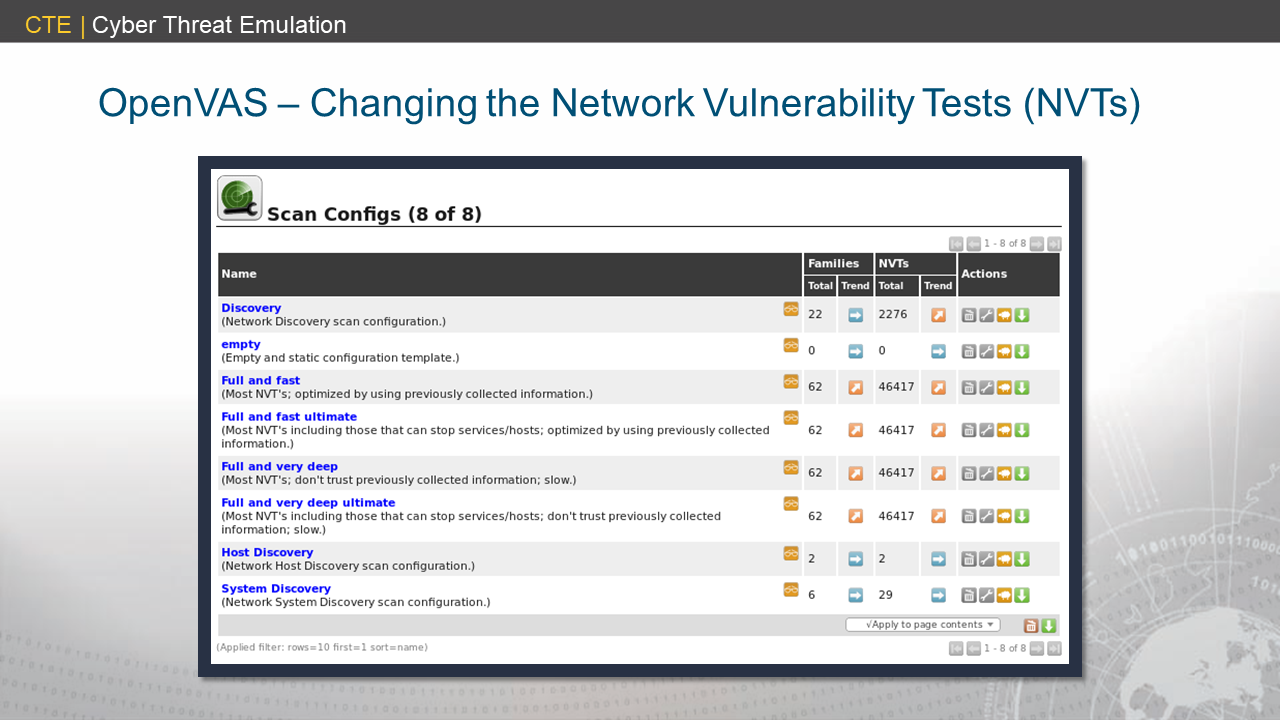 CTE | Cyber Threat Emulation
OpenVAS – Changing the Network Vulnerability Tests (NVTs)
Scan Configs (8 of 8)
1 - 8 of 8
Name Families NVTs Actions
Total Trend Total Trend
Discovery
(Network Discovery scan configuration.) 22 2276
empty
(Empty and static configuration template.) 0 0
Full and fast
(Most NVT's; optimized by using previously collected information.) 62 46417
Full and fast ultimate
(Most NVT's including those that can stop services/hosts; optimized by using previously collected 62 46417
information.)
Full and very deep
(Most NVT's; don't trust previously collected information; slow.) 62 46417
Full and very deep ultimate
(Most NVT's including those that can stop services/hosts; don't trust previously collected 62 46417
information; slow.)
Host Discovery
(Network Host Discovery scan configuration.) 2 2
System Discovery
(Network System Discovery scan configuration.) 6 29
√Apply to page contents
(Applied filter: rows=10 first=1 sort=name) 1 - 8 of 8